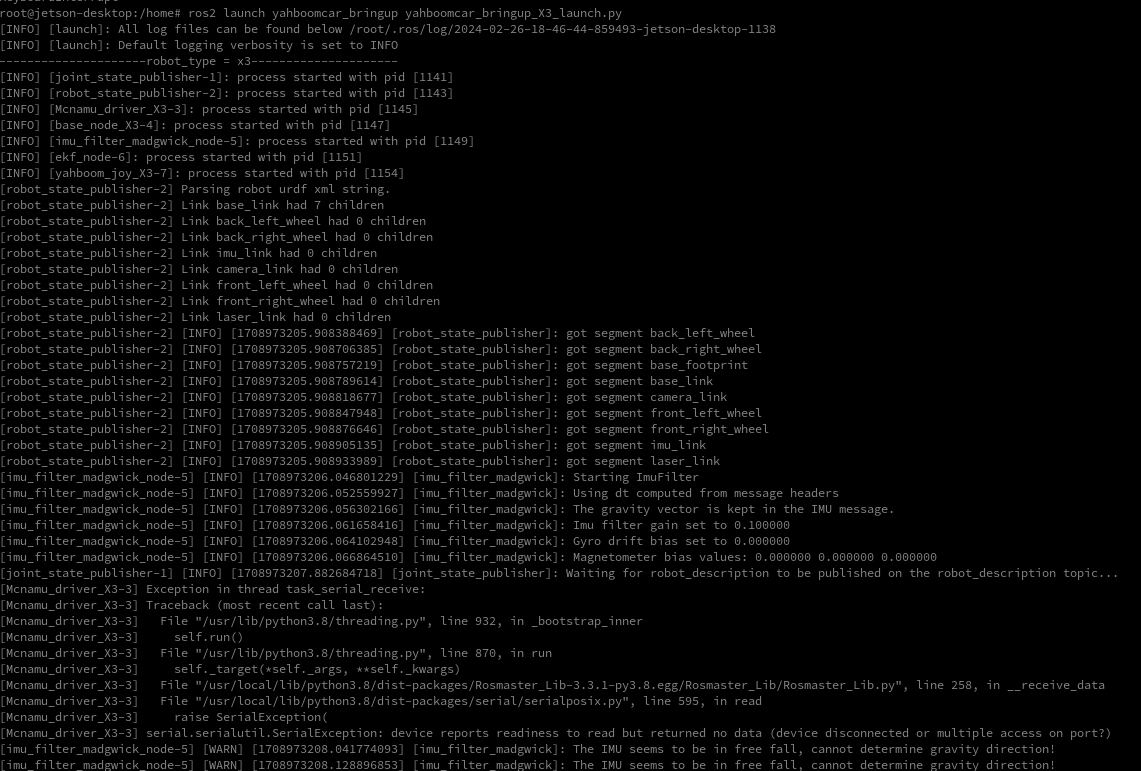 root@jetson-desktop:/home# ros2 launch yahboomcar_bringup yahboomcar_bringup_X3_launch.py
[INFO] [launch]: All log files can be found below /root/.ros/log/2024-02-26-18-46-44-859493-jetson-desktop-1138
[INFO] [launch]: Default logging verbosity is set to INFO
---------------------robot_type = x3---------------------
[INFO] [joint_state_publisher-1]: process started with pid [1141]
[INFO] [robot_state_publisher-2]: process started with pid [1143]
[INFO] [Mcnamu_driver_X3-3]: process started with pid [1145]
[INFO] [base_node_X3-4]: process started with pid [1147]
[INFO] [imu_filter_madgwick_node-5]: process started with pid [1149]
[INFO] [ekf_node-6]: process started with pid [1151]
[INFO] [yahboom_joy_X3-7]: process started with pid [1154]
[robot_state_publisher-2] Parsing robot urdf xml string.
[robot_state_publisher-2] Link base_link had 7 children
[robot_state_publisher-2] Link back_left_wheel had 0 children
[robot_state_publisher-2] Link back_right_wheel had 0 children
[robot_state_publisher-2] Link imu_link had 0 children
[robot_state_publisher-2] Link camera_link had 0 children
[robot_state_publisher-2] Link front_left_wheel had 0 children
[robot_state_publisher-2] Link front_right_wheel had 0 children
[robot_state_publisher-2] Link laser_link had 0 children
[robot_state_publisher-2] [INFO] [1708973205.908388469] [robot_state_publisher]: got segment back_left_wheel
[robot_state_publisher-2] [INFO] [1708973205.908706385] [robot_state_publisher]: got segment back_right_wheel
[robot_state_publisher-2] [INFO] [1708973205.908757219] [robot_state_publisher]: got segment base_footprint
[robot_state_publisher-2] [INFO] [1708973205.908789614] [robot_state_publisher]: got segment base_link
[robot_state_publisher-2] [INFO] [1708973205.908818677] [robot_state_publisher]: got segment camera_link
[robot_state_publisher-2] [INFO] [1708973205.908847948] [robot_state_publisher]: got segment front_left_wheel
[robot_state_publisher-2] [INFO] [1708973205.908876646] [robot_state_publisher]: got segment front_right_wheel
[robot_state_publisher-2] [INFO] [1708973205.908905135] [robot_state_publisher]: got segment imu_link
[robot_state_publisher-2] [INFO] [1708973205.908933989] [robot_state_publisher]: got segment laser_link
[imu_filter_madgwick_node-5] [INFO] [1708973206.046801229] [imu_filter_madgwick]: Starting ImuFilter
[imu_filter_madgwick_node-5] [INFO] [1708973206.052559927] [imu_filter_madgwick]: Using dt computed from message headers
[imu_filter_madgwick_node-5] [INFO] [1708973206.056302166] [imu_filter_madgwick]: The gravity vector is kept in the IMU message.
[imu_filter_madgwick_node-5] [INFO] [1708973206.061658416] [imu_filter_madgwick]: Imu filter gain set to 0.100000
[imu_filter_madgwick_node-5] [INFO] [1708973206.064102948] [imu_filter_madgwick]: Gyro drift bias set to 0.000000
[imu_filter_madgwick_node-5] [INFO] [1708973206.066864510] [imu_filter_madgwick]: Magnetometer bias values: 0.000000 0.000000 0.000000
[joint_state_publisher-1] [INFO] [1708973207.882684718] [joint_state_publisher]: Waiting for robot_description to be published on the robot_description topic...
[Mcnamu_driver_X3-3] Exception in thread task_serial_receive:
[Mcnamu_driver_X3-3] Traceback (most recent call last):
[Mcnamu_driver_X3-3]   File "/usr/lib/python3.8/threading.py", line 932, in _bootstrap_inner
[Mcnamu_driver_X3-3]     self.run()
[Mcnamu_driver_X3-3]   File "/usr/lib/python3.8/threading.py", line 870, in run
[Mcnamu_driver_X3-3]     self._target(*self._args, **self._kwargs)
[Mcnamu_driver_X3-3]   File "/usr/local/lib/python3.8/dist-packages/Rosmaster_Lib-3.3.1-py3.8.egg/Rosmaster_Lib/Rosmaster_Lib.py", line 258, in __receive_data
[Mcnamu_driver_X3-3]   File "/usr/local/lib/python3.8/dist-packages/serial/serialposix.py", line 595, in read
[Mcnamu_driver_X3-3]     raise SerialException(
[Mcnamu_driver_X3-3] serial.serialutil.SerialException: device reports readiness to read but returned no data (device disconnected or multiple access on port?)
[imu_filter_madgwick_node-5] [WARN] [1708973208.041774093] [imu_filter_madgwick]: The IMU seems to be in free fall, cannot determine gravity direction!
[imu_filter_madgwick_node-5] [WARN] [1708973208.128896853] [imu_filter_madgwick]: The IMU seems to be in free fall, cannot determine gravity direction!